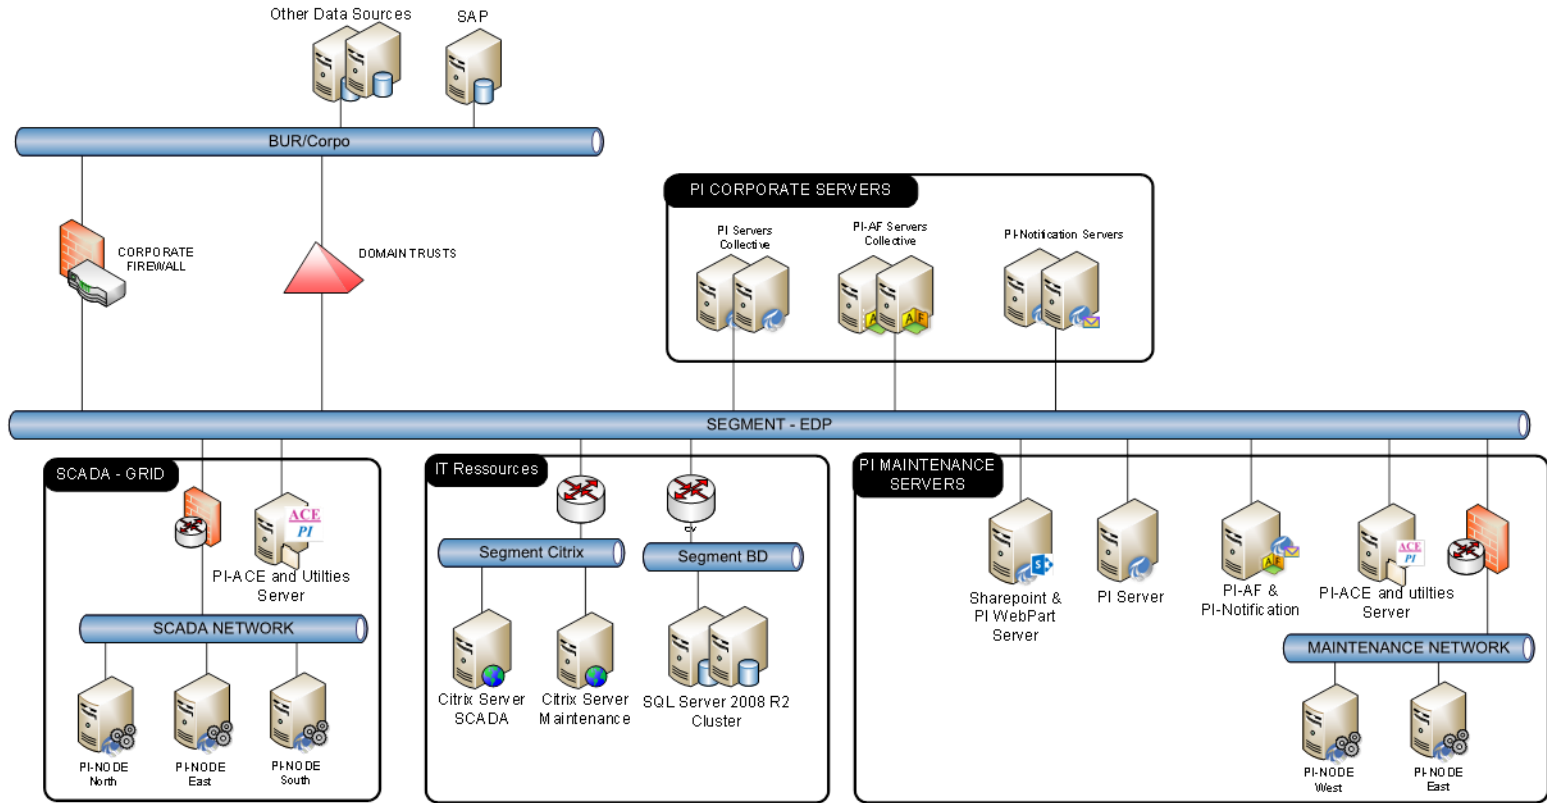 Other Data Sources
SAP
BUR/Corpo
CORPORATE
FIREWALL
DOMAIN TRUSTS
PI CORPORATE SERVERS
PI Servers
Collective
PI-AF Servers
Collective
PI-Notification Servers
A
A F
SEGMENT - EDP
SCADA - GRID
ACE
PI
PI-ACE and Utilties
Server
SCADA NETWORK
PI-NODE
North
PI-NODE
East
PI-NODE
South
IT Ressources
Segment Citrix
Segment BD
Citrix Server
SCADA
Citrix Server
Maintenance
SQL Server 2008 R2
Cluster
PI MAINTENANCE
SERVERS
S
Sharepoint &
PI WebPart
Server
PI Server
A F
PI-AF &
PI-Notification
ACE
PI
PI-ACE and utilities
Server
MAINTENANCE NETWORK
PI-NODE
West
PI-NODE
East